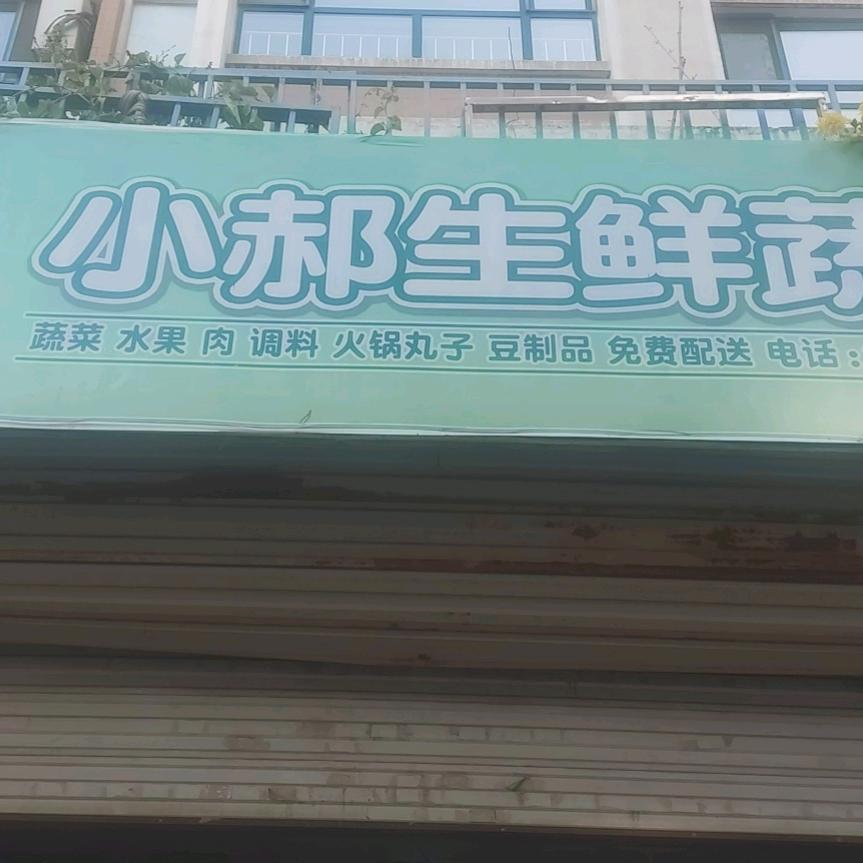 小郝生鲜蔬
蔬菜 水果 肉 调料 火锅丸子 豆制品 免费配送 电话: